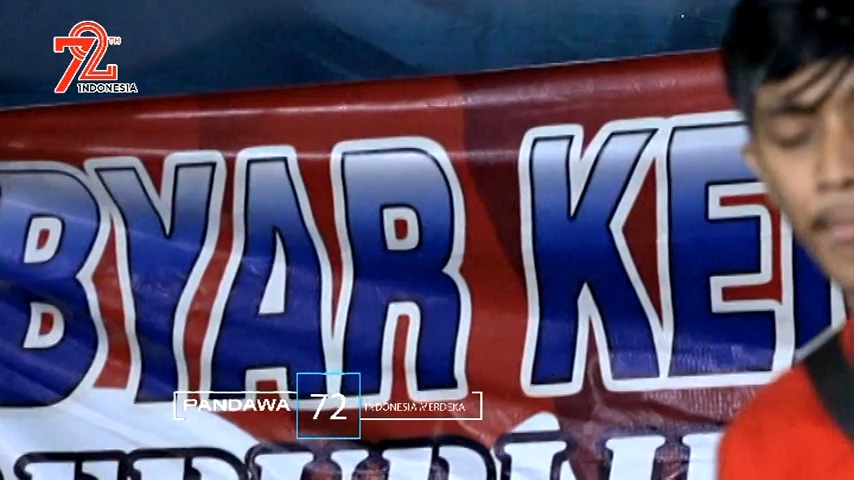 72TH
INDONESIA
BYAR KE
PANDAWA 72 INDONESIA MERDEKA